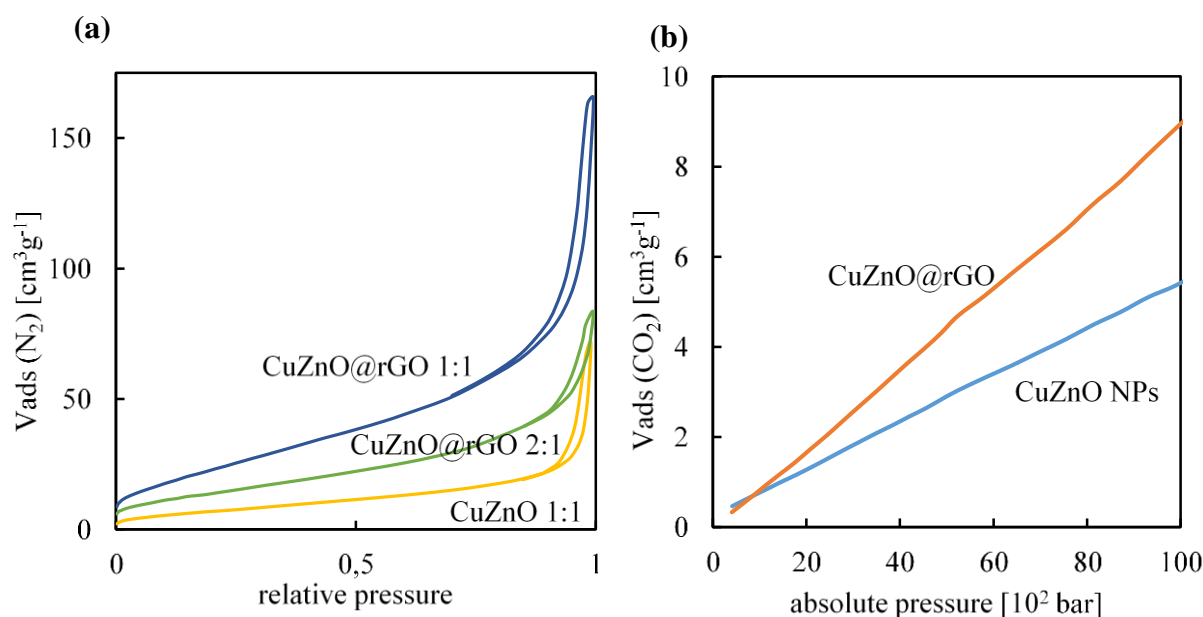 (a)
Vads (N₂) [cm³g⁻¹]
150
100
50
0
CuZnO@rGO 1:1
CuZnO@rGO 2:1
CuZnO 1:1
0
0,5
1
relative pressure
(b)
Vads (CO₂) [cm³g⁻¹]
10
8
6
4
2
0
CuZnO@rGO
CuZnO NPs
0
20
40
60
80
100
absolute pressure [10² bar]